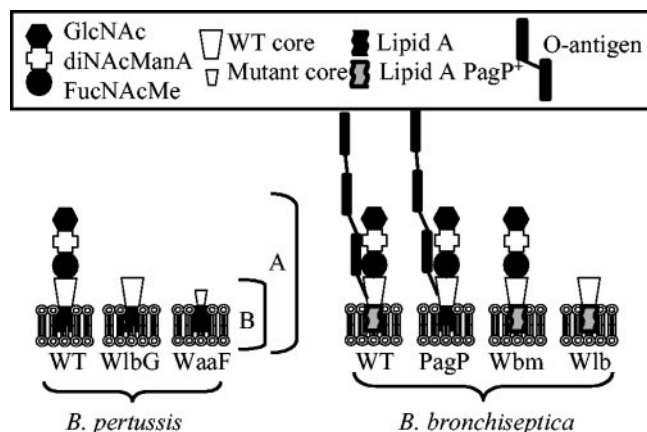 GlcNAc
diNAcManA
FucNAcMe
WT core
Mutant core
Lipid A
Lipid A PagP+
O-antigen
A
B
WT WlbG WaaF
WT PagP Wbm Wlb
B. pertussis
B. bronchiseptica